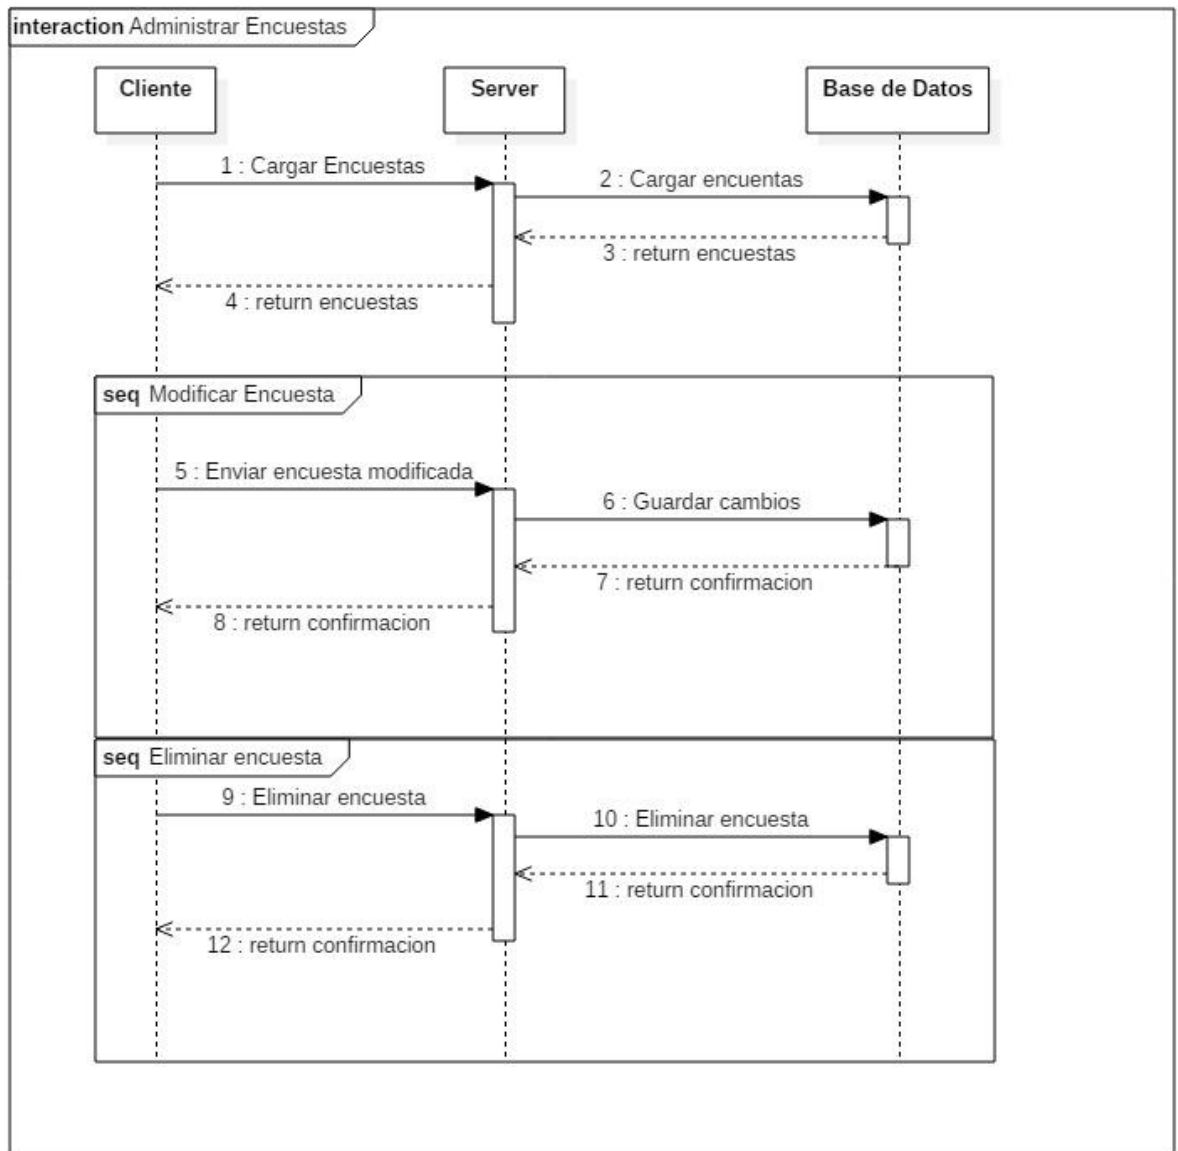 interaction Administrar Encuestas
Cliente
Server
Base de Datos
1 : Cargar Encuestas
2 : Cargar encuentas
3 : return encuestas
4 : return encuestas
seq Modificar Encuesta
5 : Enviar encuesta modificada
6 : Guardar cambios
7 : return confirmacion
8 : return confirmacion
seq Eliminar encuesta
9 : Eliminar encuesta
10 : Eliminar encuesta
11 : return confirmacion
12 : return confirmacion